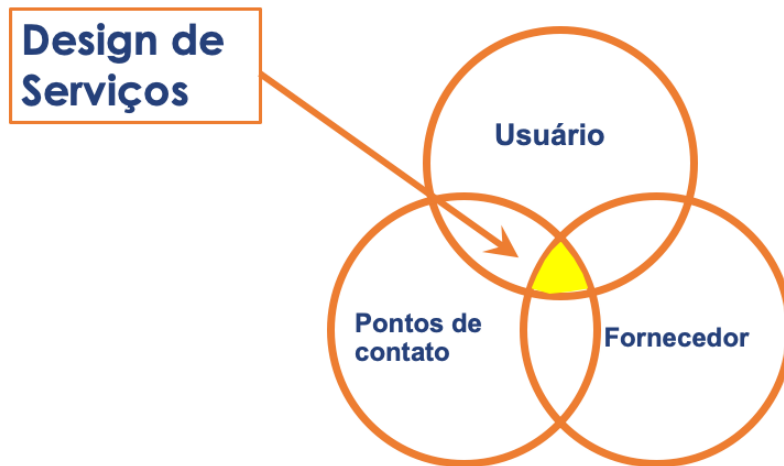 Design de
Serviços
Usuário
Pontos de
contato
Fornecedor